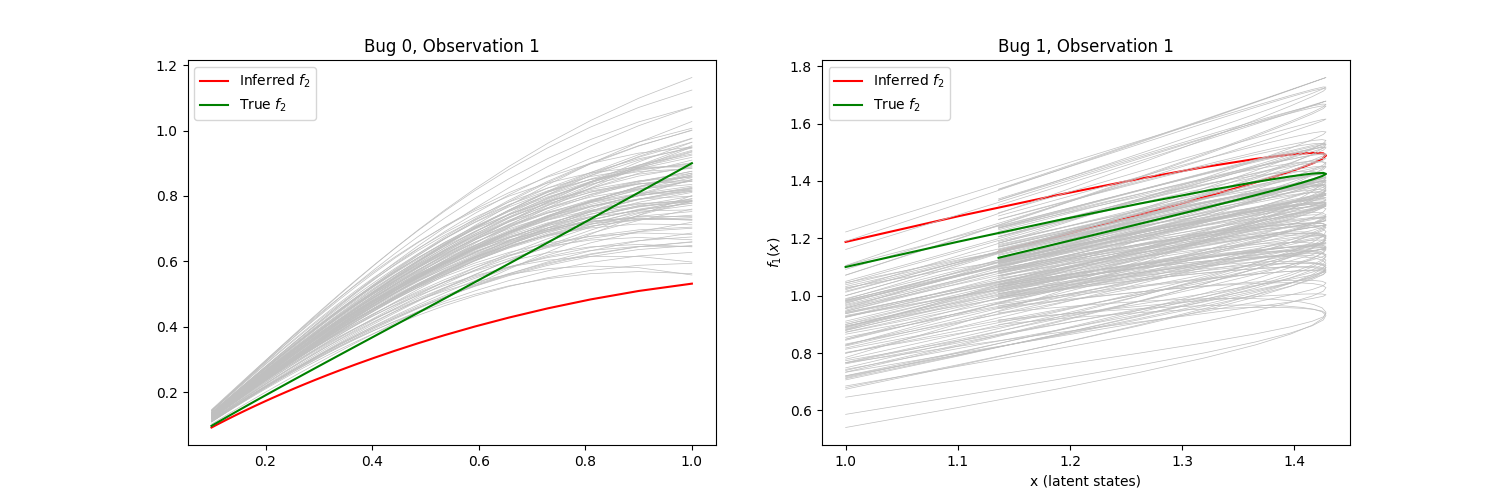 Bug 0, Observation 1
Inferred f₂
True f₂
1.2
1.0
0.8
0.6
0.4
0.2
0.2 0.4 0.6 0.8 1.0
Bug 1, Observation 1
Inferred f₂
True f₂
f₁(x)
1.8
1.6
1.4
1.2
1.0
0.8
0.6
1.0 1.1 1.2 1.3 1.4
x (latent states)